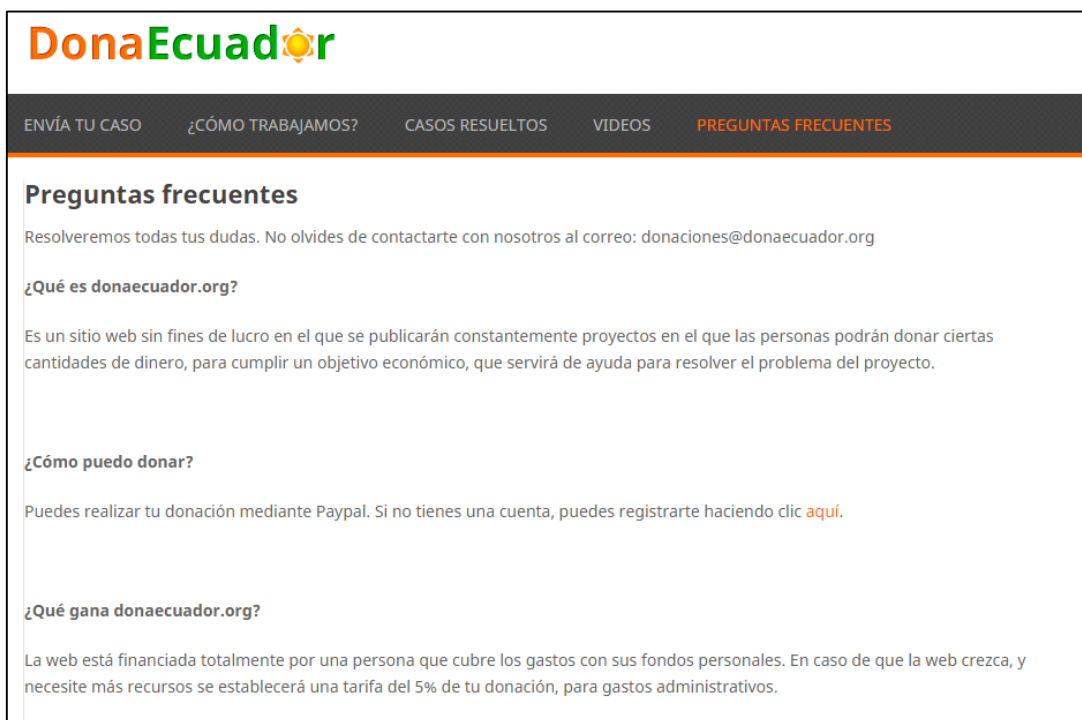 DonaEcuador
ENVÍA TU CASO ¿CÓMO TRABAJAMOS? CASOS RESUELTOS VIDEOS PREGUNTAS FRECUENTES
Preguntas frecuentes
Resolveremos todas tus dudas. No olvides de contactarte con nosotros al correo: donaciones@donaecuador.org
¿Qué es donaecuador.org?
Es un sitio web sin fines de lucro en el que se publicarán constantemente proyectos en el que las personas podrán donar ciertas
cantidades de dinero, para cumplir un objetivo económico, que servirá de ayuda para resolver el problema del proyecto.
¿Cómo puedo donar?
Puedes realizar tu donación mediante Paypal. Si no tienes una cuenta, puedes registrarte haciendo clic aquí.
¿Qué gana donaecuador.org?
La web está financiada totalmente por una persona que cubre los gastos con sus fondos personales. En caso de que la web crezca, y
necesite más recursos se establecerá una tarifa del 5% de tu donación, para gastos administrativos.